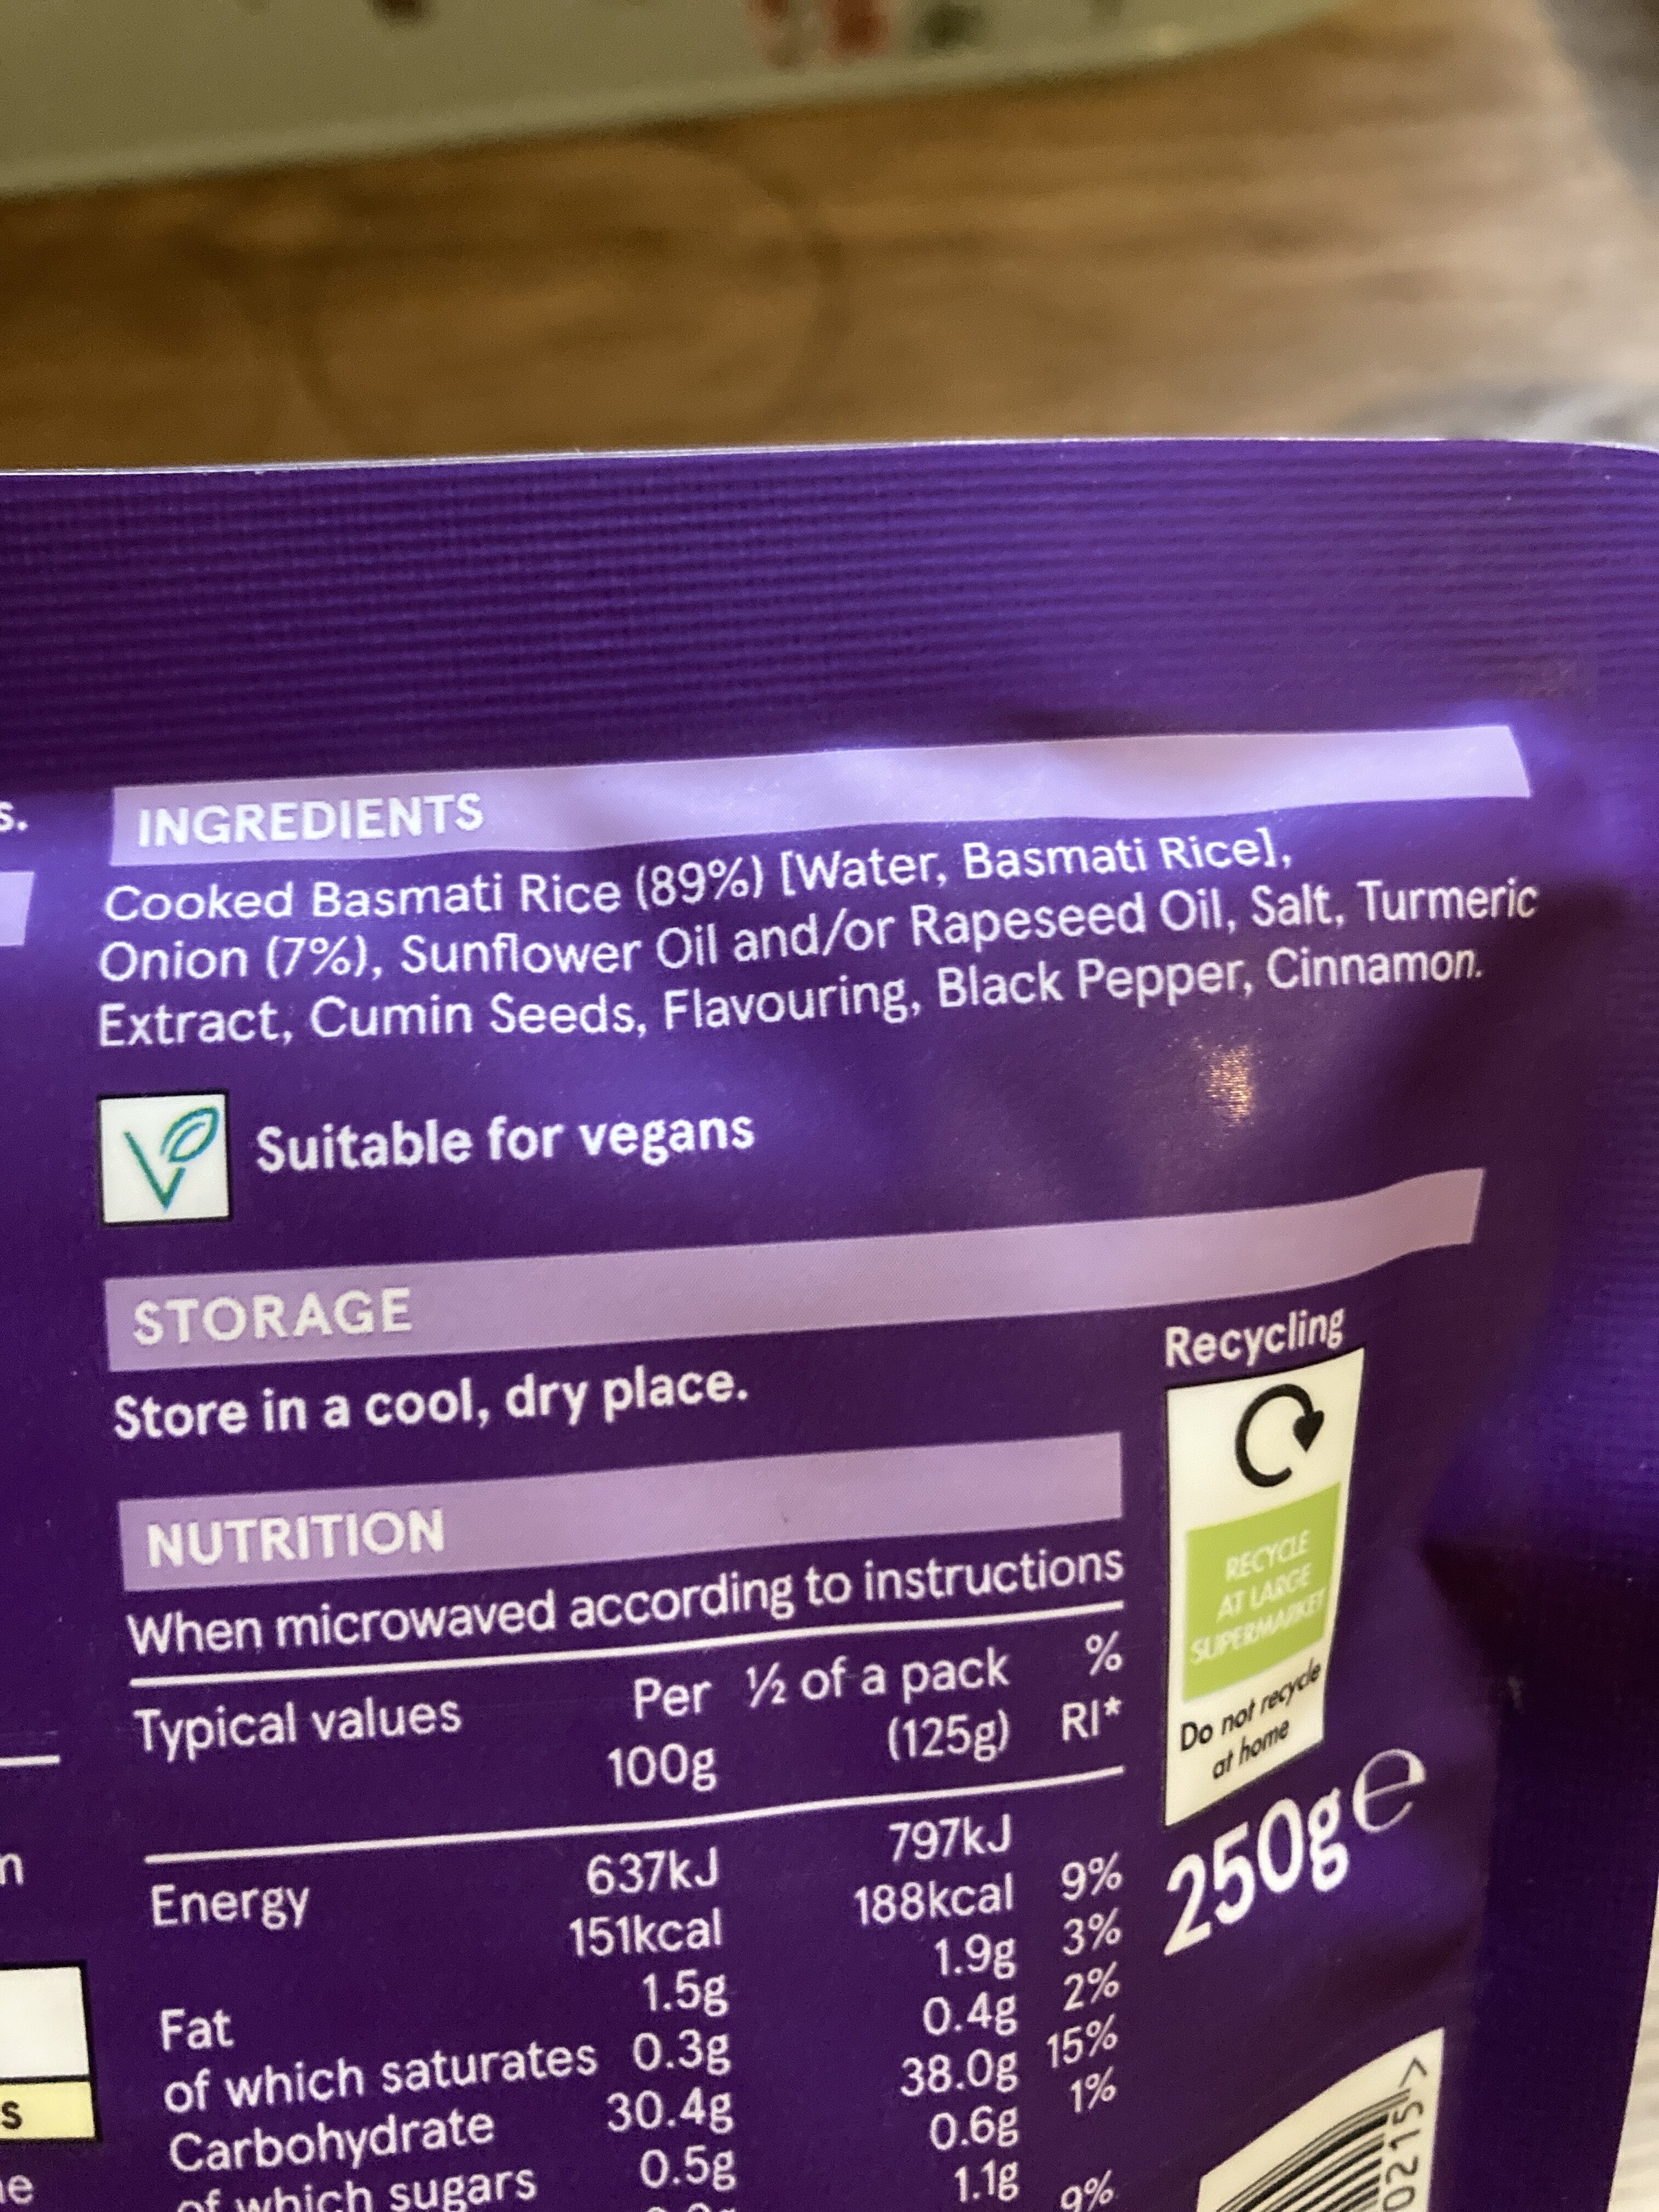 s.
INGREDIENTS
Cooked Basmati Rice (89%) [Water, Basmati Rice],
Onion (7%), Sunflower Oil and/or Rapeseed Oil, Salt, Turmeric
Extract, Cumin Seeds, Flavouring, Black Pepper, Cinnamon.
Suitable for vegans
STORAGE
Store in a cool, dry place.
Recycling
RECYCLE
AT LARGE
SUPERMARKET
Do not recycle
at home
250g e
NUTRITION
When microwaved according to instructions
Typical values Per 100g ½ of a pack (125g) % RI*
Energy 637kJ 797kJ
151kcal 188kcal 9%
Fat 1.5g 1.9g 3%
of which saturates 0.3g 0.4g 2%
Carbohydrate 30.4g 38.0g 15%
of which sugars 0.5g 0.6g 1%
1.1g
9%
0215>
s